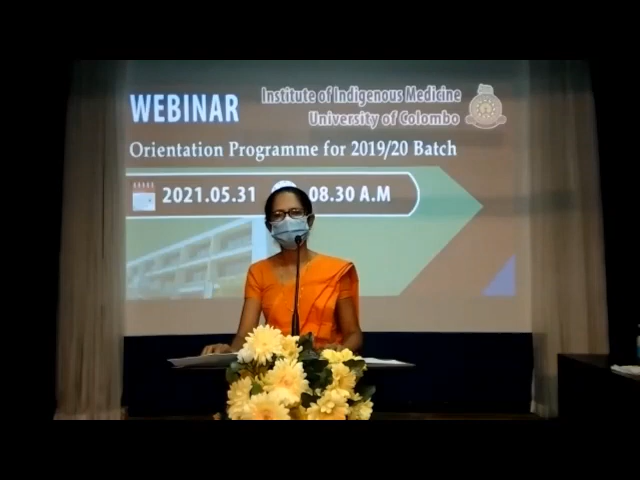 WEBINAR
Institute of Indigenous Medicine
University of Colombo
Orientation Programme for 2019/20 Batch
2021.05.31
08.30 A.M